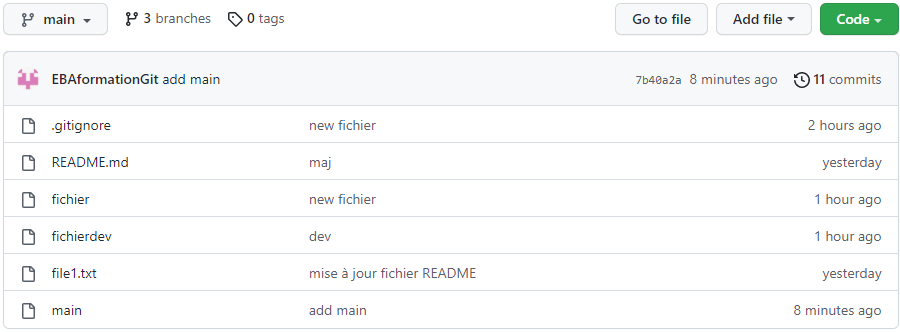 main 3 branches 0 tags Go to file Add file Code
EBAformationGit add main 7b40a2a 8 minutes ago 11 commits
.gitignore new fichier 2 hours ago
README.md maj yesterday
fichier new fichier 1 hour ago
fichierdev dev 1 hour ago
file1.txt mise à jour fichier README yesterday
main add main 8 minutes ago